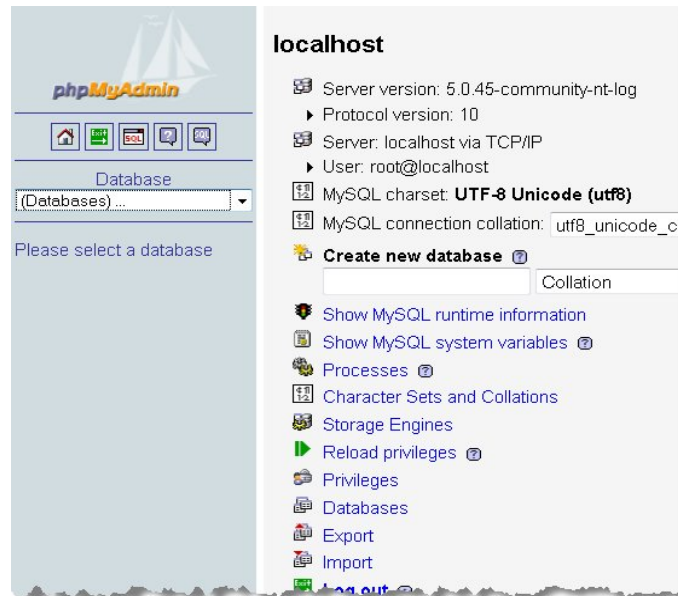 phpMyAdmin
Database
(Databases) ...
Please select a database
localhost
Server version: 5.0.45-community-nt-log
Protocol version: 10
Server: localhost via TCP/IP
User: root@localhost
MySQL charset: UTF-8 Unicode (utf8)
MySQL connection collation: utf8_unicode_c
Create new database
Collation
Show MySQL runtime information
Show MySQL system variables
Processes
Character Sets and Collations
Storage Engines
Reload privileges
Privileges
Databases
Export
Import
Log out